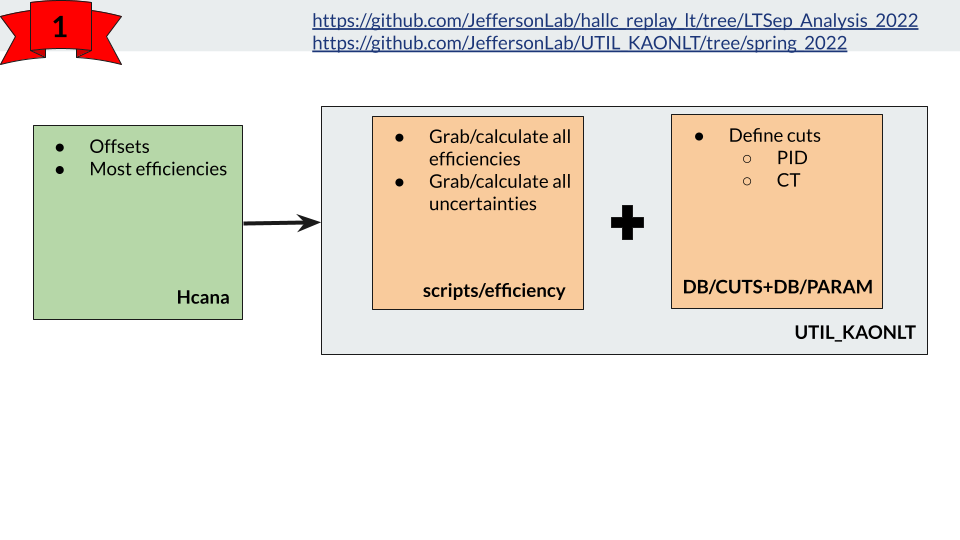 1
https://github.com/JeffersonLab/hallc_replay_lt/tree/LTSep_Analysis_2022
https://github.com/JeffersonLab/UTIL_KAONLT/tree/spring_2022
● Offsets
● Most efficiencies
Hcana
● Grab/calculate all
efficiencies
● Grab/calculate all
uncertainties
scripts/efficiency
● Define cuts
○ PID
○ CT
DB/CUTS+DB/PARAM
UTIL_KAONLT